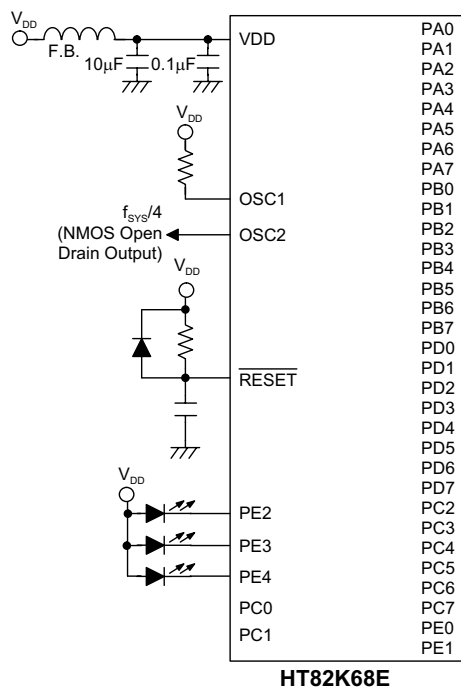 VDD
F.B.
10µF
0.1µF
VDD
VDD
OSC1
fSYS/4
(NMOS Open
Drain Output)
OSC2
VDD
RESET
VDD
PE2
PE3
PE4
PC0
PC1
PA0
PA1
PA2
PA3
PA4
PA5
PA6
PA7
PB0
PB1
PB2
PB3
PB4
PB5
PB6
PB7
PD0
PD1
PD2
PD3
PD4
PD5
PD6
PD7
PC2
PC3
PC4
PC5
PC6
PC7
PE0
PE1
HT82K68E